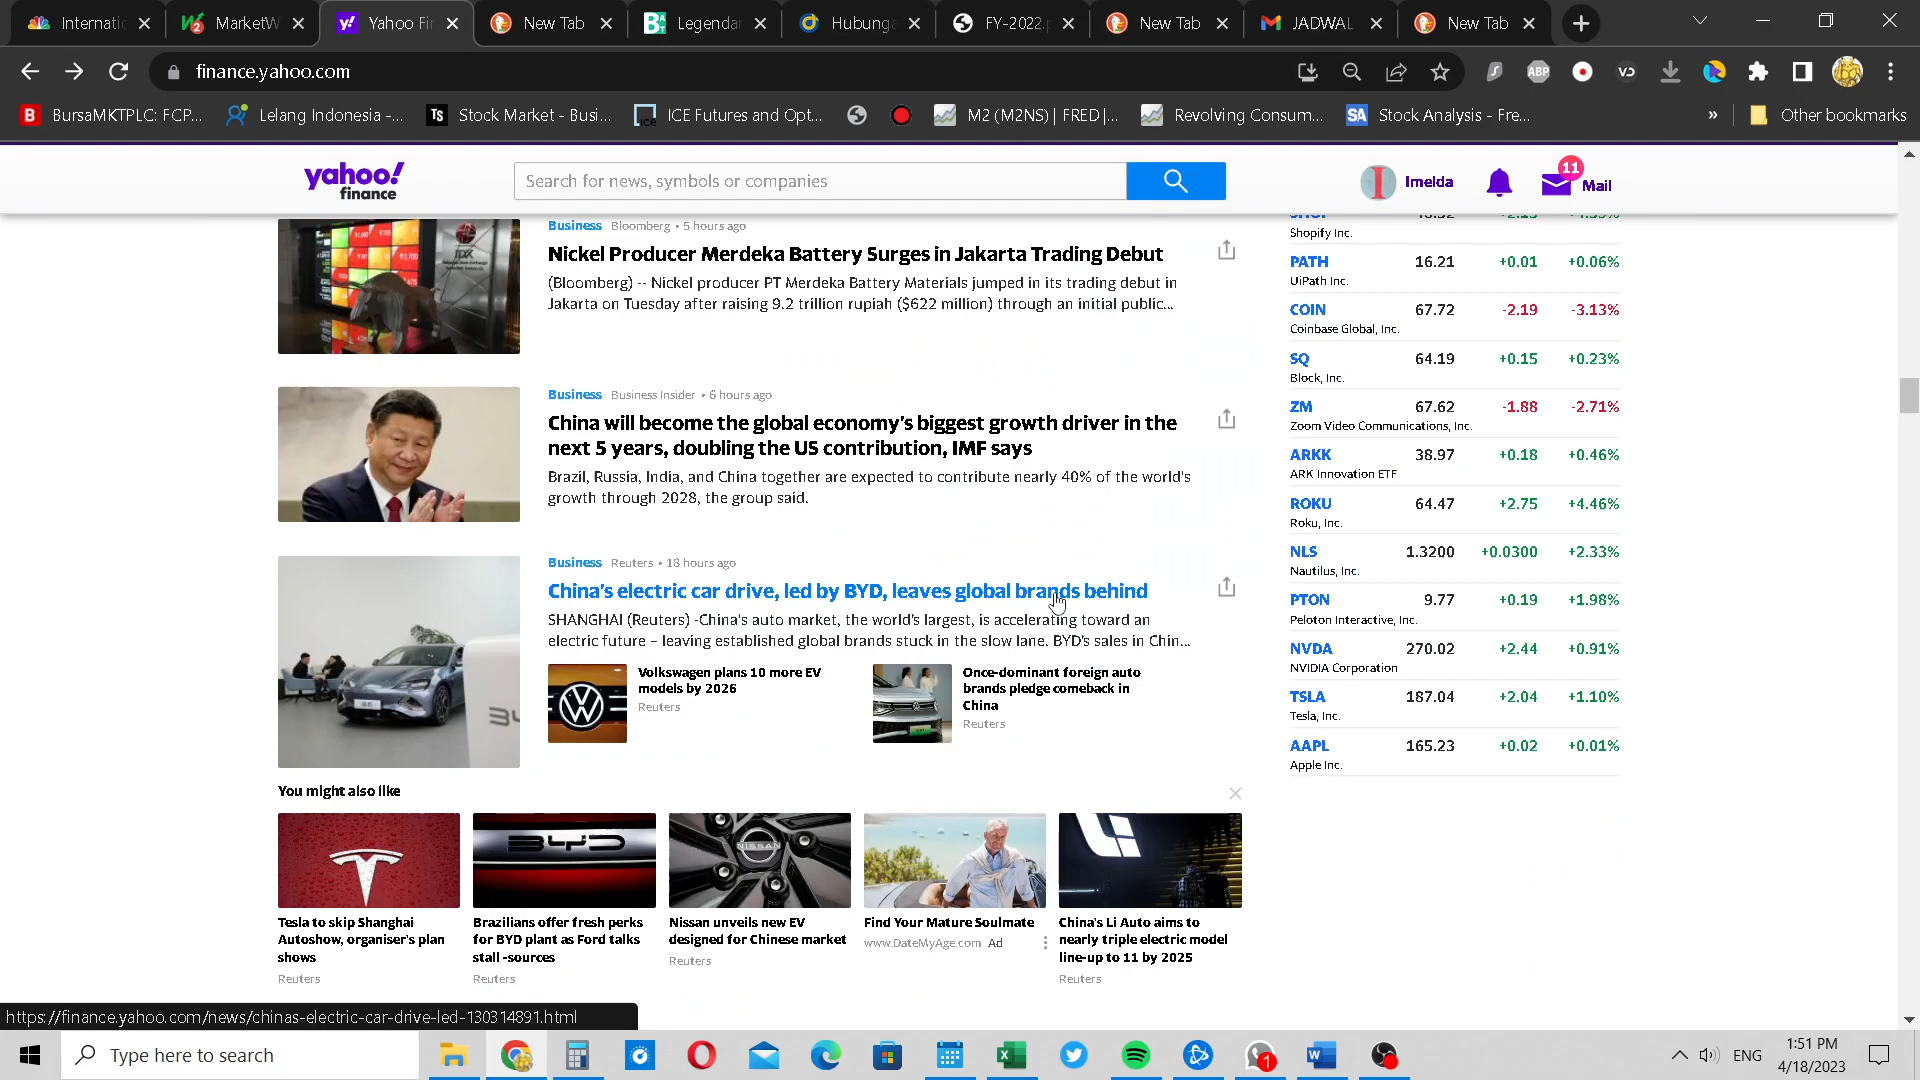 Internatic
MarketW
Yahoo Fir
New Tab
Legendar
Hubunga
FY-2022.p
New Tab
JADWAL
New Tab
finance.yahoo.com
BursaMKTPLC: FCP...
Lelang Indonesia -...
Stock Market - Busi...
ICE Futures and Opt...
M2 (M2NS) | FRED |...
Revolving Consum...
Stock Analysis - Fre...
»
Other bookmarks
yahoo!
finance
Search for news, symbols or companies
Imelda
11
Mail
Business Bloomberg • 5 hours ago
Nickel Producer Merdeka Battery Surges in Jakarta Trading Debut
(Bloomberg) -- Nickel producer PT Merdeka Battery Materials jumped in its trading debut in
Jakarta on Tuesday after raising 9.2 trillion rupiah ($622 million) through an initial public...
Business Business Insider • 6 hours ago
China will become the global economy's biggest growth driver in the
next 5 years, doubling the US contribution, IMF says
Brazil, Russia, India, and China together are expected to contribute nearly 40% of the world's
growth through 2028, the group said.
Business Reuters • 18 hours ago
China's electric car drive, led by BYD, leaves global brands behind
SHANGHAI (Reuters) -China's auto market, the world's largest, is accelerating toward an
electric future – leaving established global brands stuck in the slow lane. BYD's sales in Chin...
Volkswagen plans 10 more EV
models by 2026
Reuters
Once-dominant foreign auto
brands pledge comeback in
China
Reuters
You might also like
BYD
NISSAN
Tesla to skip Shanghai
Autoshow, organiser's plan
shows
Reuters
Brazilians offer fresh perks
for BYD plant as Ford talks
stall -sources
Reuters
Nissan unveils new EV
designed for Chinese market
Reuters
Find Your Mature Soulmate
www.DateMyAge.com Ad
China's Li Auto aims to
nearly triple electric model
line-up to 11 by 2025
Reuters
Shopify Inc.
PATH 16.21 +0.01 +0.06%
UiPath Inc.
COIN 67.72 -2.19 -3.13%
Coinbase Global, Inc.
SQ 64.19 +0.15 +0.23%
Block, Inc.
ZM 67.62 -1.88 -2.71%
Zoom Video Communications, Inc.
ARKK 38.97 +0.18 +0.46%
ARK Innovation ETF
ROKU 64.47 +2.75 +4.46%
Roku, Inc.
NLS 1.3200 +0.0300 +2.33%
Nautilus, Inc.
PTON 9.77 +0.19 +1.98%
Peloton Interactive, Inc.
NVDA 270.02 +2.44 +0.91%
NVIDIA Corporation
TSLA 187.04 +2.04 +1.10%
Tesla, Inc.
AAPL 165.23 +0.02 +0.01%
Apple Inc.
https://finance.yahoo.com/news/chinas-electric-car-drive-led-130314891.html
Type here to search
1
ENG
1:51 PM
4/18/2023